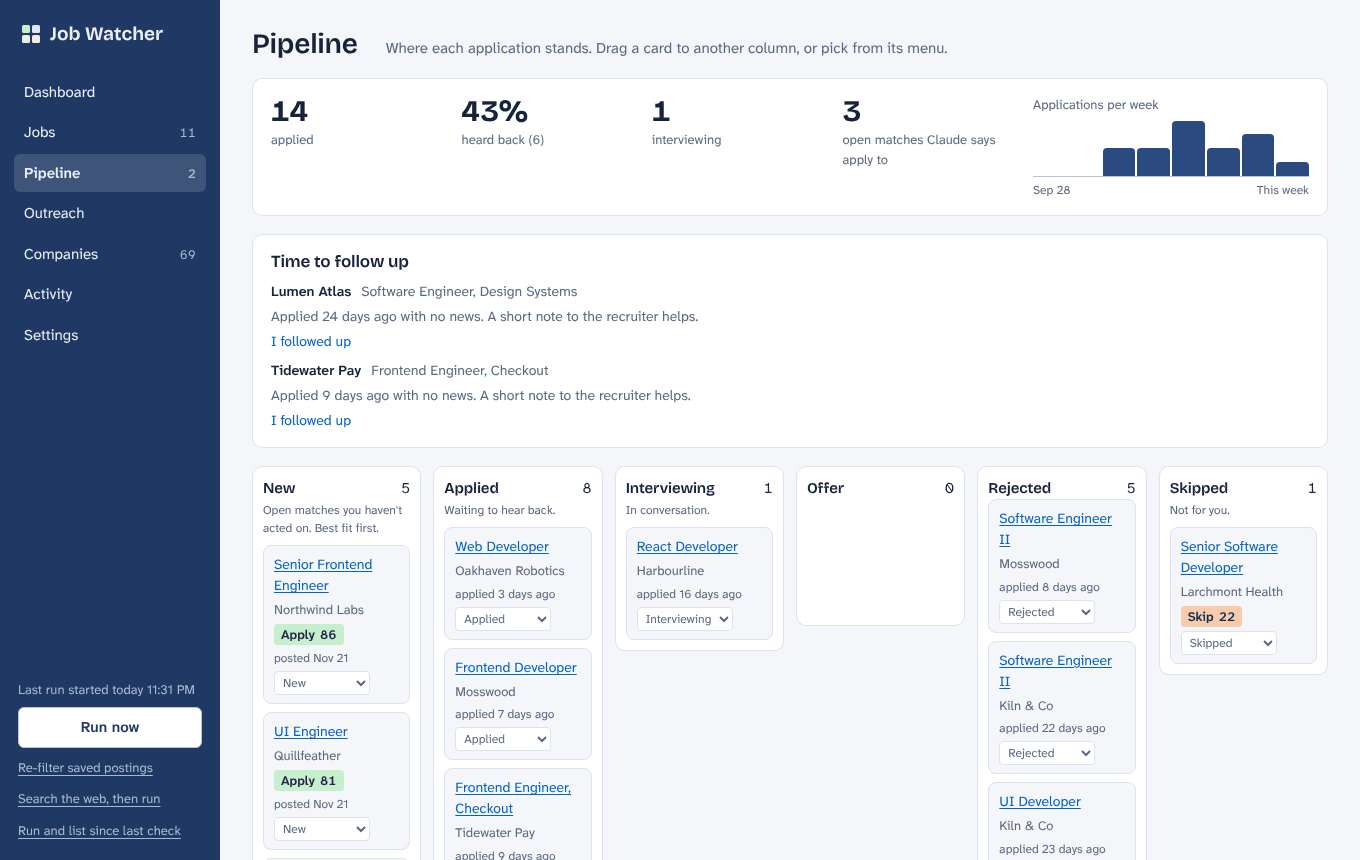 Job Watcher
Dashboard
Jobs 11
Pipeline 2
Outreach
Companies 69
Activity
Settings
Last run started today 11:31 PM
Run now
Re-filter saved postings
Search the web, then run
Run and list since last check
Pipeline
Where each application stands. Drag a card to another column, or pick from its menu.
14
applied
43%
heard back (6)
1
interviewing
3
open matches Claude says
apply to
Applications per week
Sep 28
This week
Time to follow up
Lumen Atlas Software Engineer, Design Systems
Applied 24 days ago with no news. A short note to the recruiter helps.
I followed up
Tidewater Pay Frontend Engineer, Checkout
Applied 9 days ago with no news. A short note to the recruiter helps.
I followed up
New 5
Open matches you haven't
acted on. Best fit first.
Senior Frontend
Engineer
Northwind Labs
Apply 86
posted Nov 21
New
UI Engineer
Quillfeather
Apply 81
posted Nov 21
New
Applied 8
Waiting to hear back.
Web Developer
Oakhaven Robotics
applied 3 days ago
Applied
Frontend Developer
Mosswood
applied 7 days ago
Applied
Frontend Engineer,
Checkout
Tidewater Pay
applied 9 days ago
Interviewing 1
In conversation.
React Developer
Harbourline
applied 16 days ago
Interviewing
Offer 0
Rejected 5
Software Engineer
II
Mosswood
applied 8 days ago
Rejected
Software Engineer
II
Kiln & Co
applied 22 days ago
Rejected
UI Developer
Kiln & Co
applied 23 days ago
Skipped 1
Not for you.
Senior Software
Developer
Larchmont Health
Skip 22
Skipped